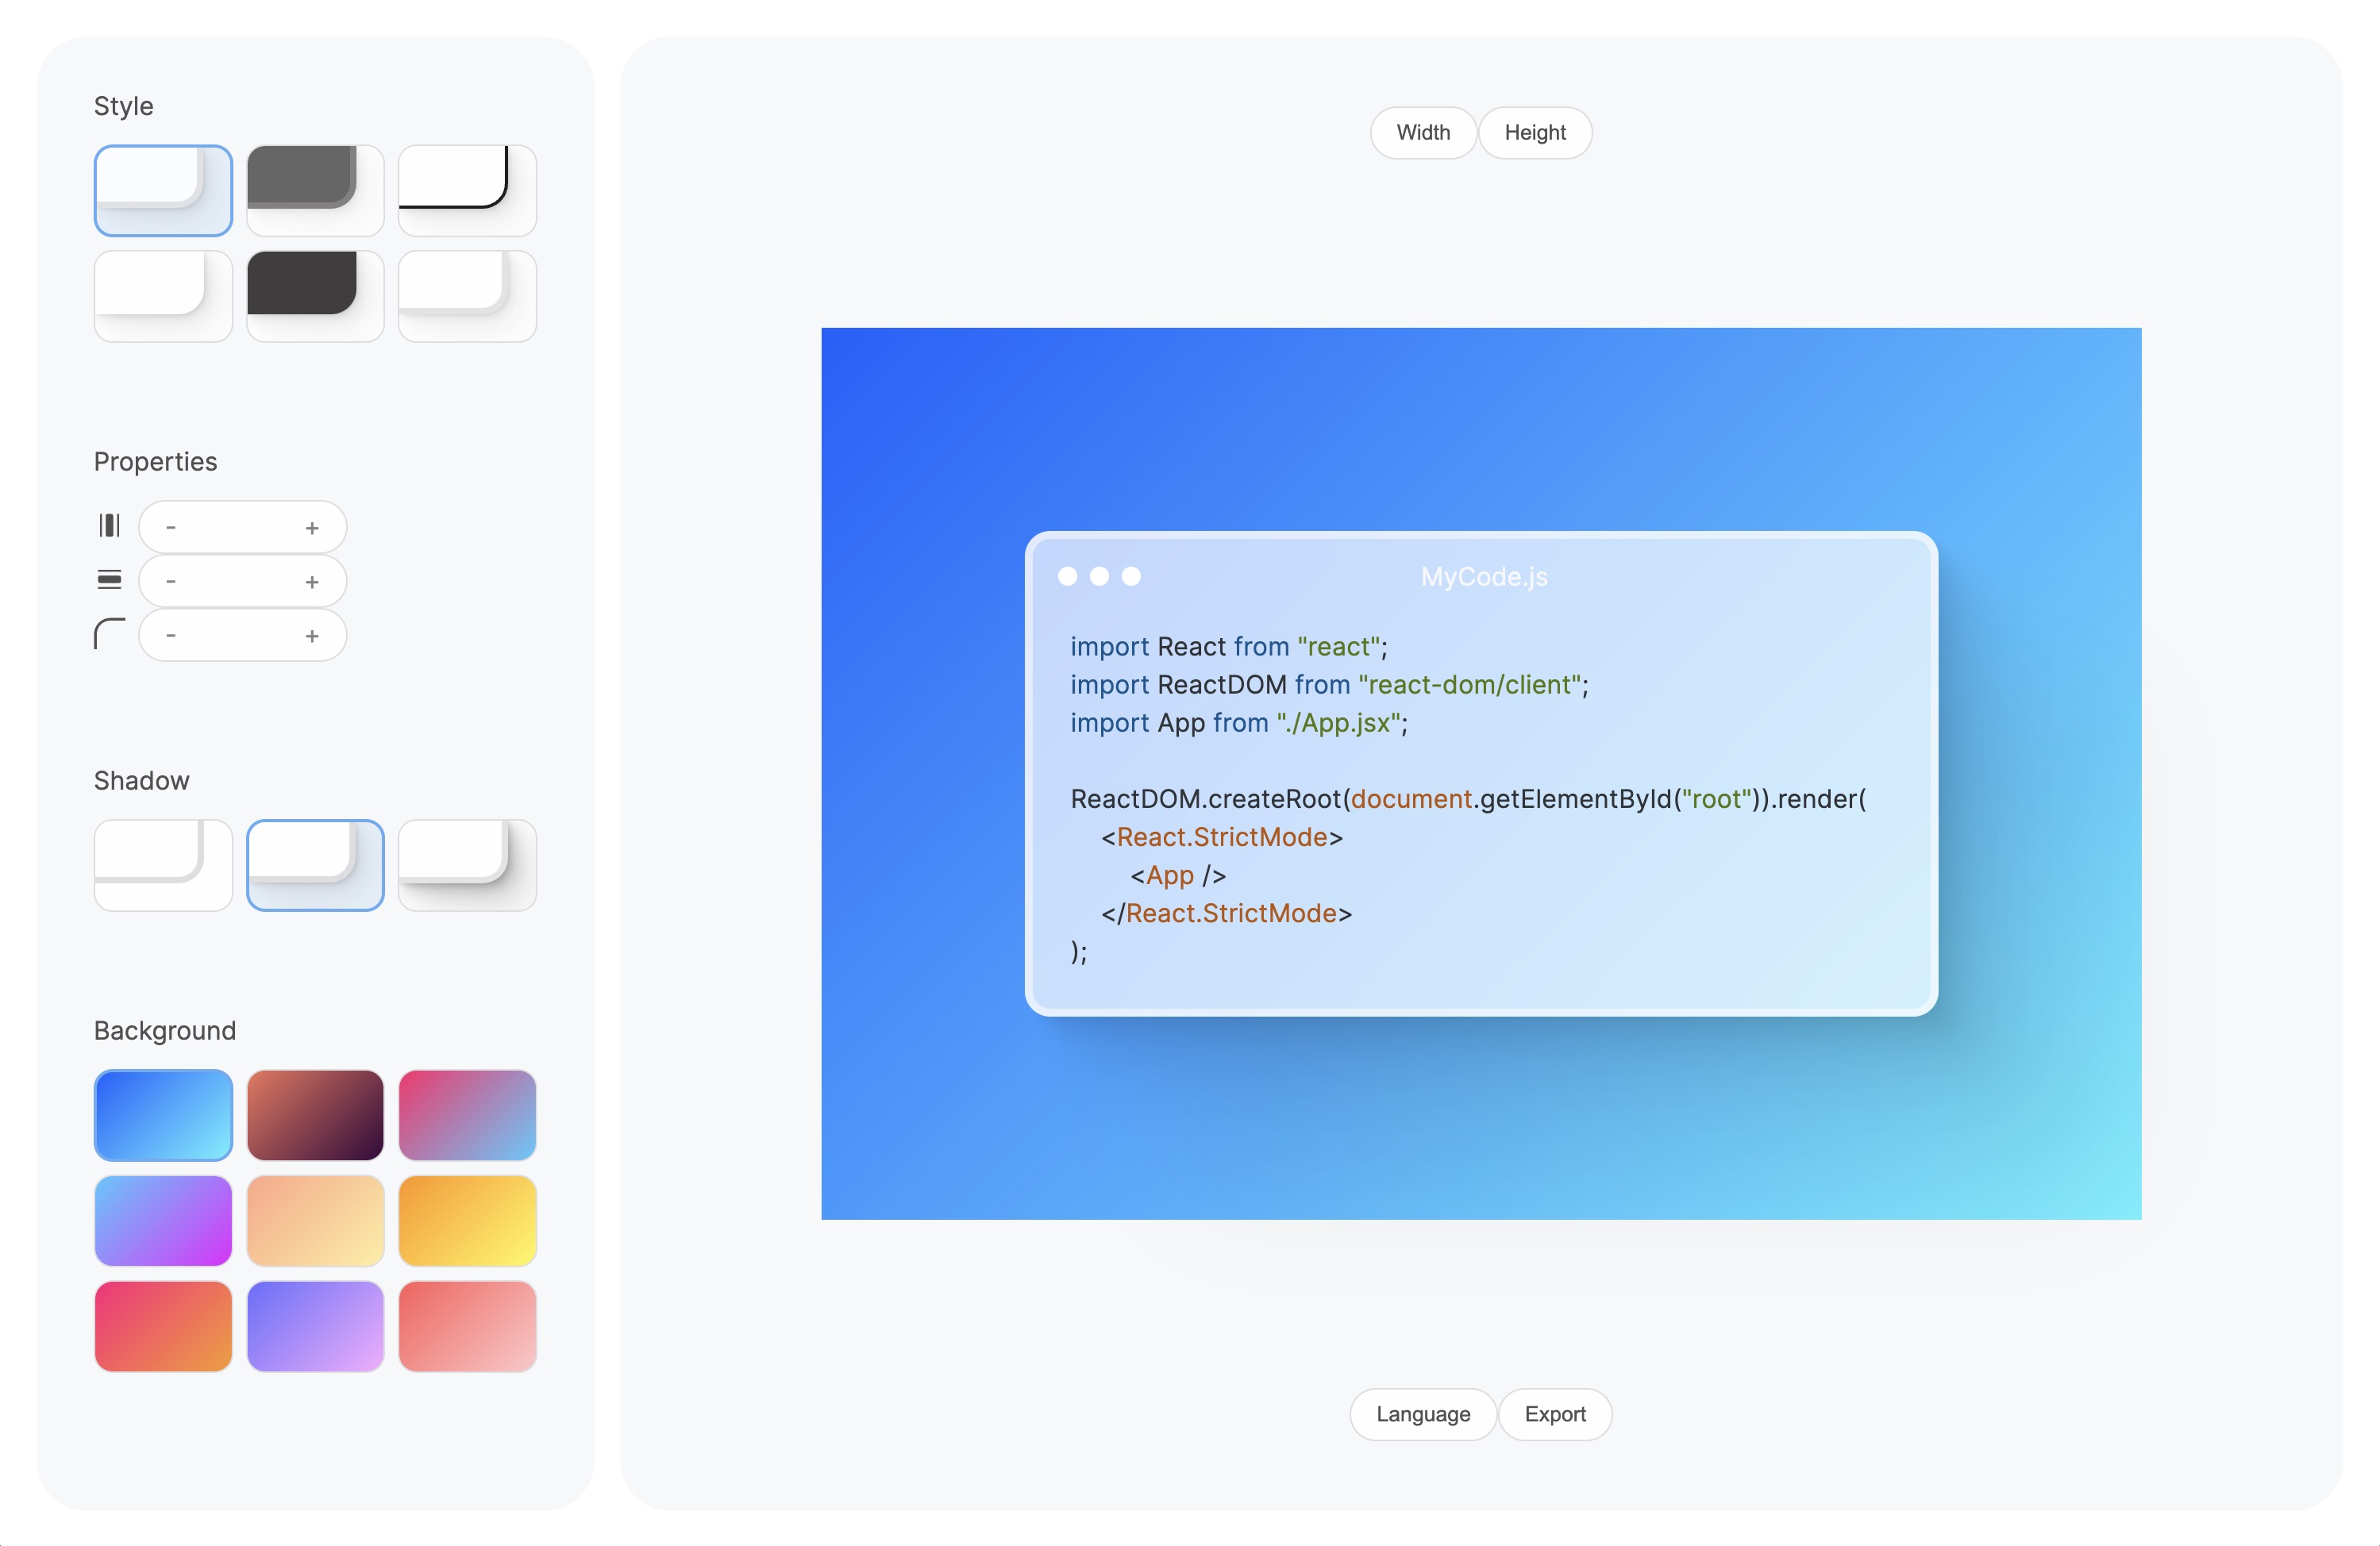 Style
Properties
- +
- +
- +
Shadow
Background
Width Height
MyCode.js
import React from "react";
import ReactDOM from "react-dom/client";
import App from "./App.jsx";
ReactDOM.createRoot(document.getElementById("root")).render(
<React.StrictMode>
<App />
</React.StrictMode>
);
Language Export